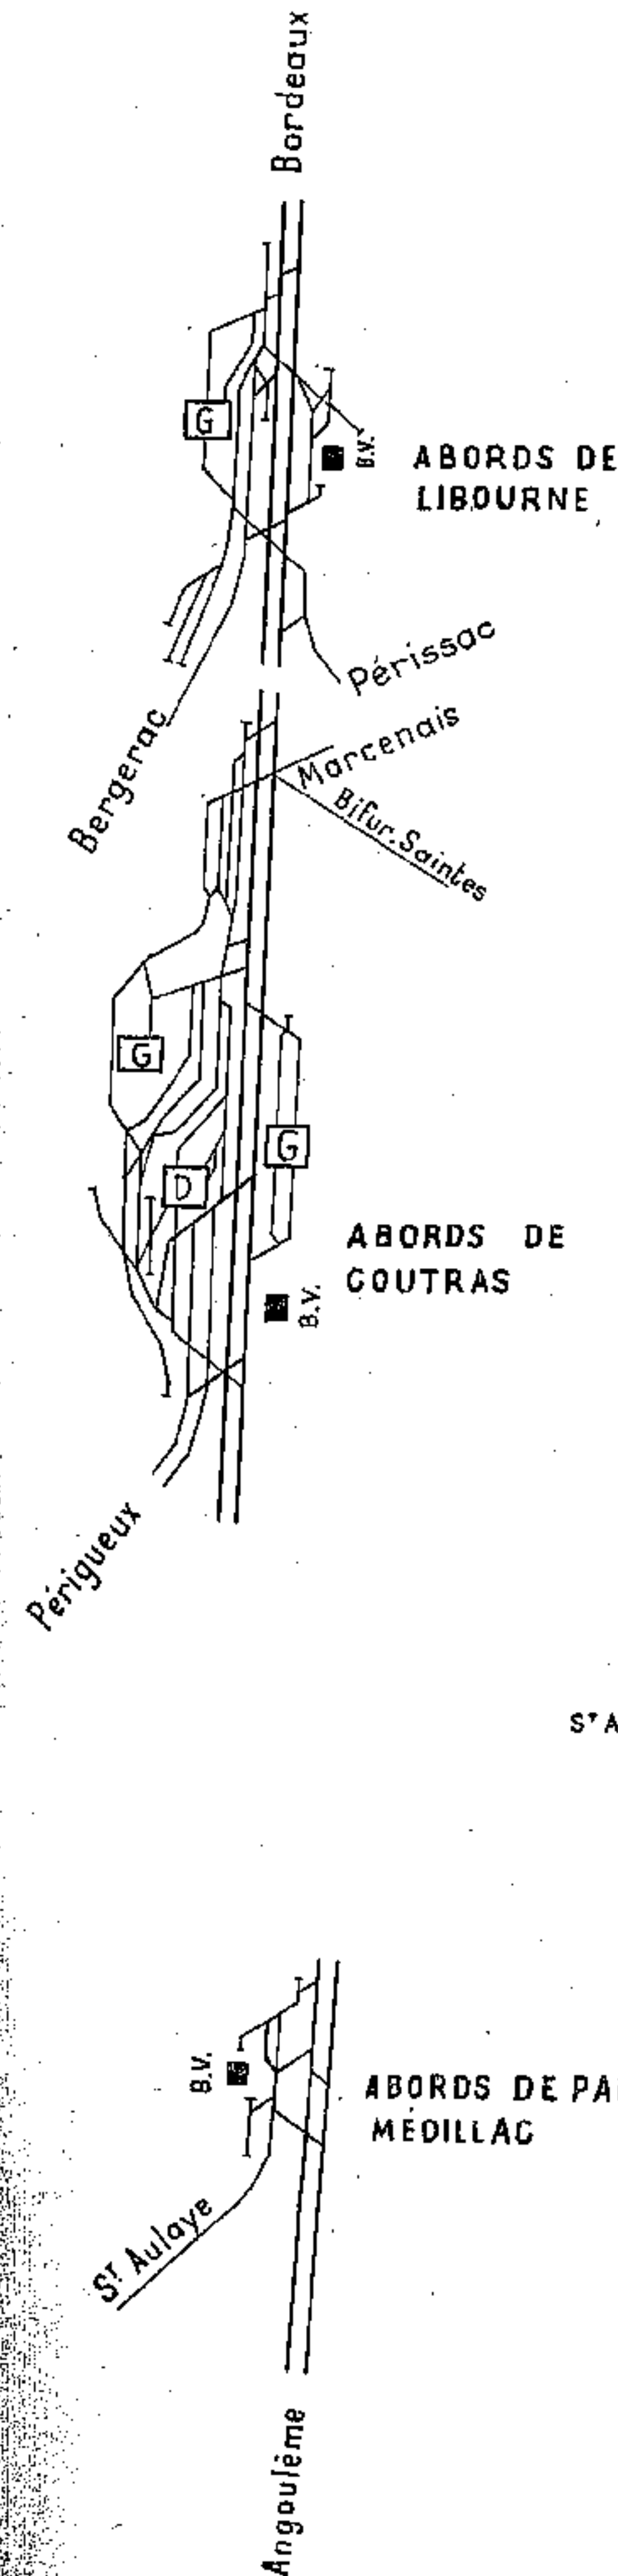 Bordeaux
G
B.V.
ABORDS DE
LIBOURNE
Périssac
Bergerac
Marcenais
Bifur. Saintes
G
G
D
ABORDS DE
COUTRAS
B.V.
Périgueux
Sᵀ A
B.V.
ABORDS DE PA
MÉDILLAC
Sᵀ Aulaye
Angoulême